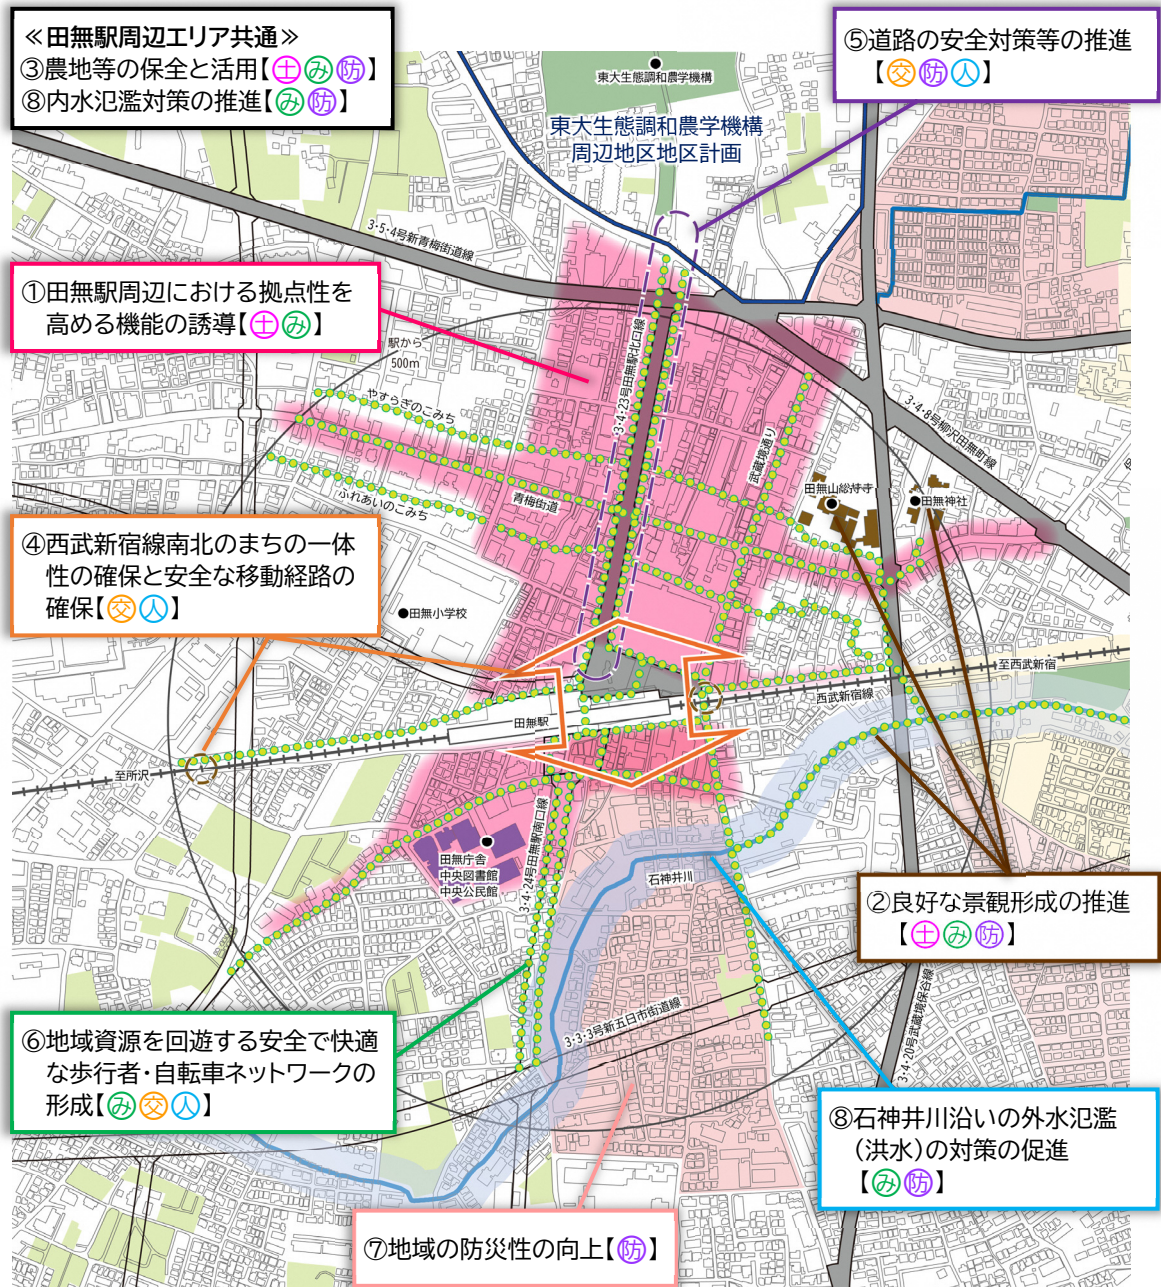 ≪田無駅周辺エリア共通≫
③農地等の保全と活用【土み防】
⑧内水氾濫対策の推進【み防】
⑤道路の安全対策等の推進
【交防人】
東大生態調和農学機構
東大生態調和農学機構
周辺地区地区計画
3・5・4号新青梅街道線
①田無駅周辺における拠点性を
高める機能の誘導【土み】
駅から
500m
やすらぎのこみち
3・4・23号田無駅北口線
武蔵境通り
3・4・8号柳沢田無町線
青梅街道
ふれあいのこみち
田無山総持寺
田無神社
④西武新宿線南北のまちの一体
性の確保と安全な移動経路の
確保【交人】
田無小学校
至西武新宿
西武新宿線
田無駅
至所沢
田無庁舎
中央図書館
中央公民館
3・4・24号田無駅南口線
石神井川
②良好な景観形成の推進
【土み防】
3・3・3号新五日市街道線
3・4・20号武蔵境保谷線
⑥地域資源を回遊する安全で快適
な歩行者・自転車ネットワークの
形成【み交人】
⑧石神井川沿いの外水氾濫
（洪水）の対策の促進
【み防】
⑦地域の防災性の向上【防】